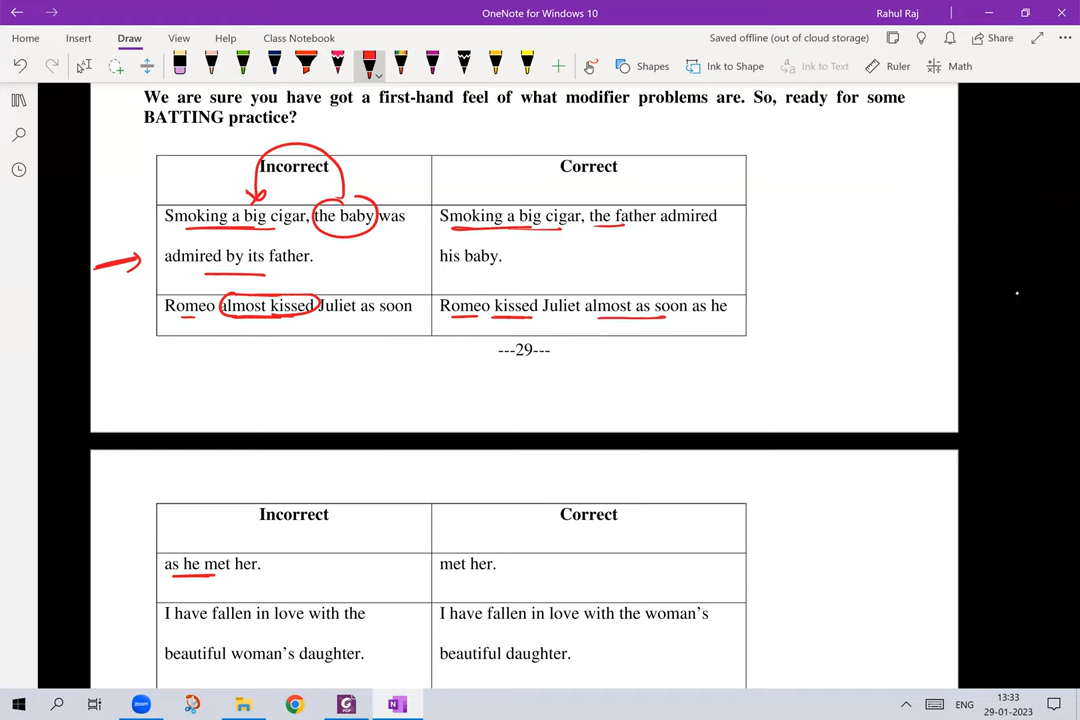 OneNote for Windows 10
Rahul Raj
Home Insert Draw View Help Class Notebook
Saved offline (out of cloud storage)
Share
Shapes
Ink to Shape
Ink to Text
Ruler
Math
We are sure you have got a first-hand feel of what modifier problems are. So, ready for some
BATTING practice?
Incorrect Correct
Smoking a big cigar, the baby was Smoking a big cigar, the father admired
admired by its father. his baby.
Romeo almost kissed Juliet as soon Romeo kissed Juliet almost as soon as he
---29---
Incorrect Correct
as he met her. met her.
I have fallen in love with the I have fallen in love with the woman’s
beautiful woman’s daughter. beautiful daughter.
zoom
PDF
ENG
13:33
29-01-2023